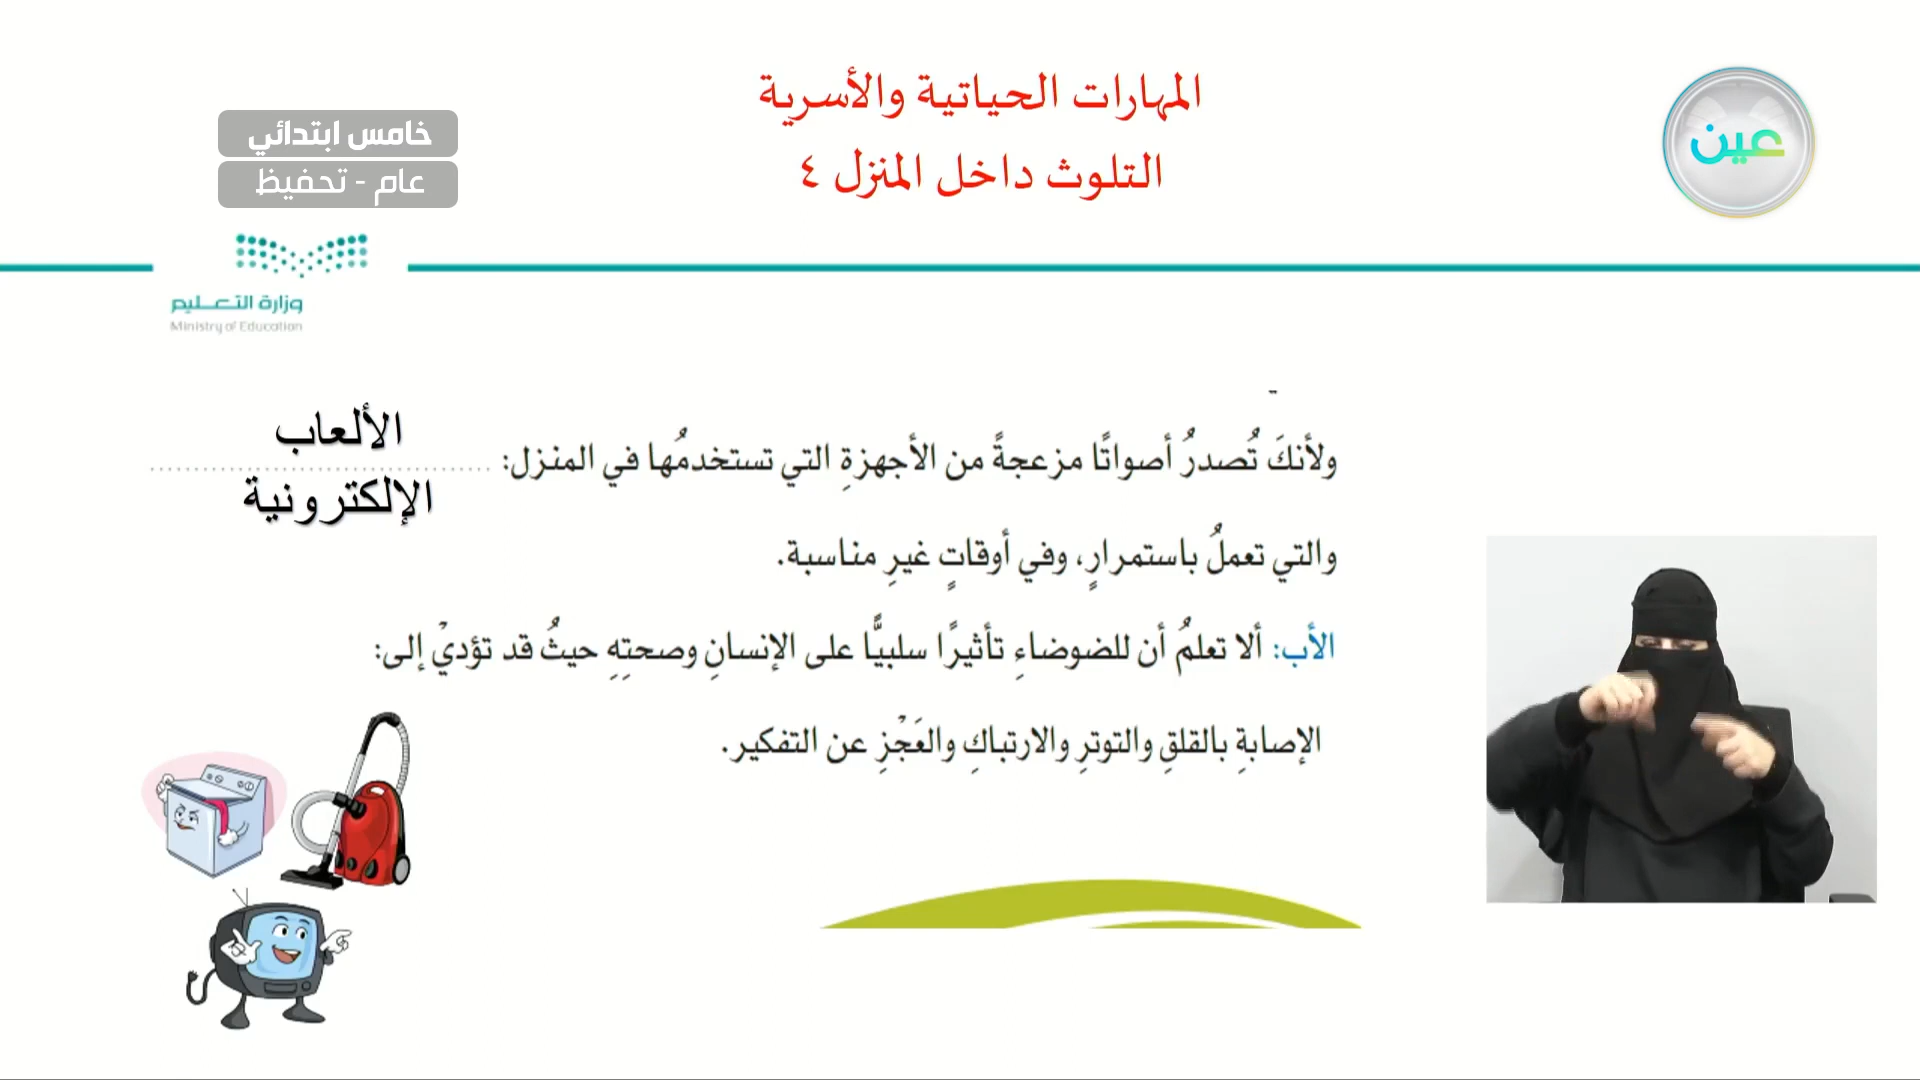 المهارات الحياتية والأسرية
التلوث داخل المنزل ٤
عين
خامس ابتدائي
عام - تحفيظ
وزارة التعليم
Ministry of Education
ولأنكَ تُصدرُ أصواتًا مزعجةً من الأجهزةِ التي تستخدمُها في المنزل: ........................
الألعاب
الإلكترونية
والتي تعملُ باستمرارٍ، وفي أوقاتٍ غيرِ مناسبة.
الأب: ألا تعلمُ أن للضوضاءِ تأثيرًا سلبيًّا على الإنسانِ وصحتِهِ حيثُ قد تؤديْ إلى:
الإصابةِ بالقلقِ والتوترِ والارتباكِ والعَجْزِ عن التفكير.